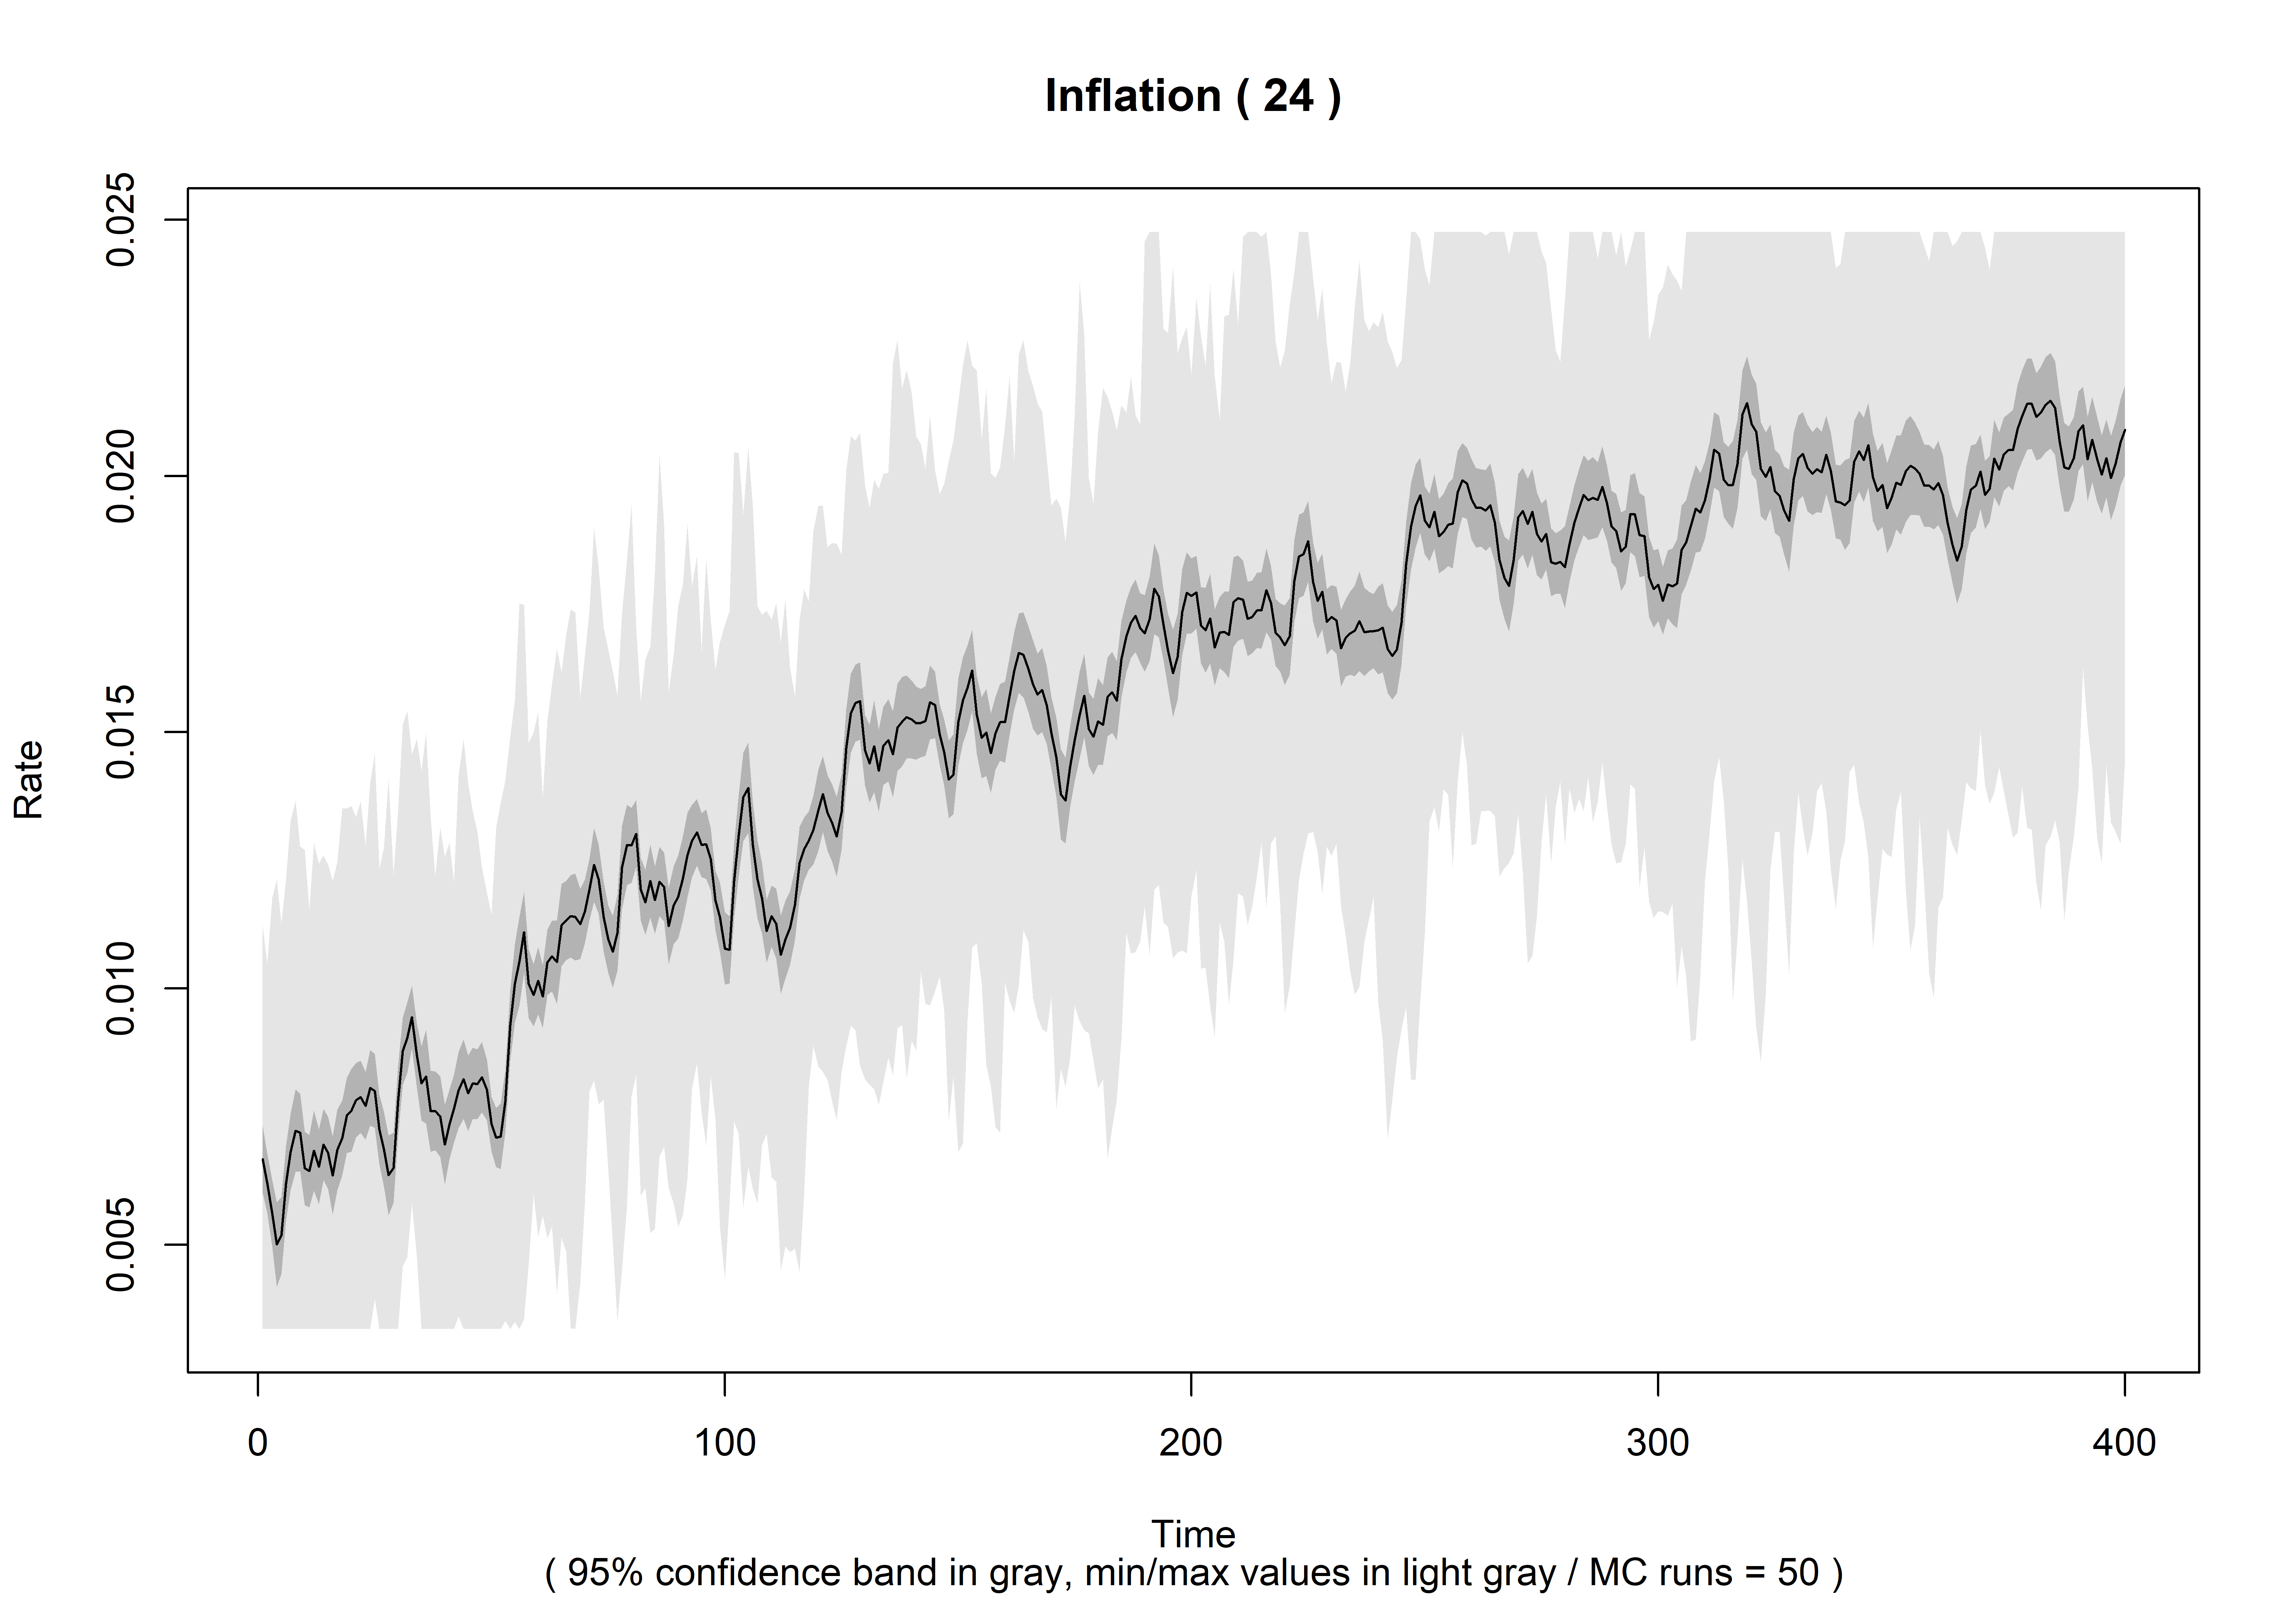 Inflation ( 24 )
0.025
0.020
0.015
0.010
0.005
Rate
0 100 200 300 400
Time
( 95% confidence band in gray, min/max values in light gray / MC runs = 50 )